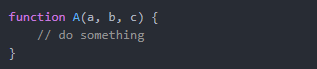 function A(a, b, c) {
    // do something
}